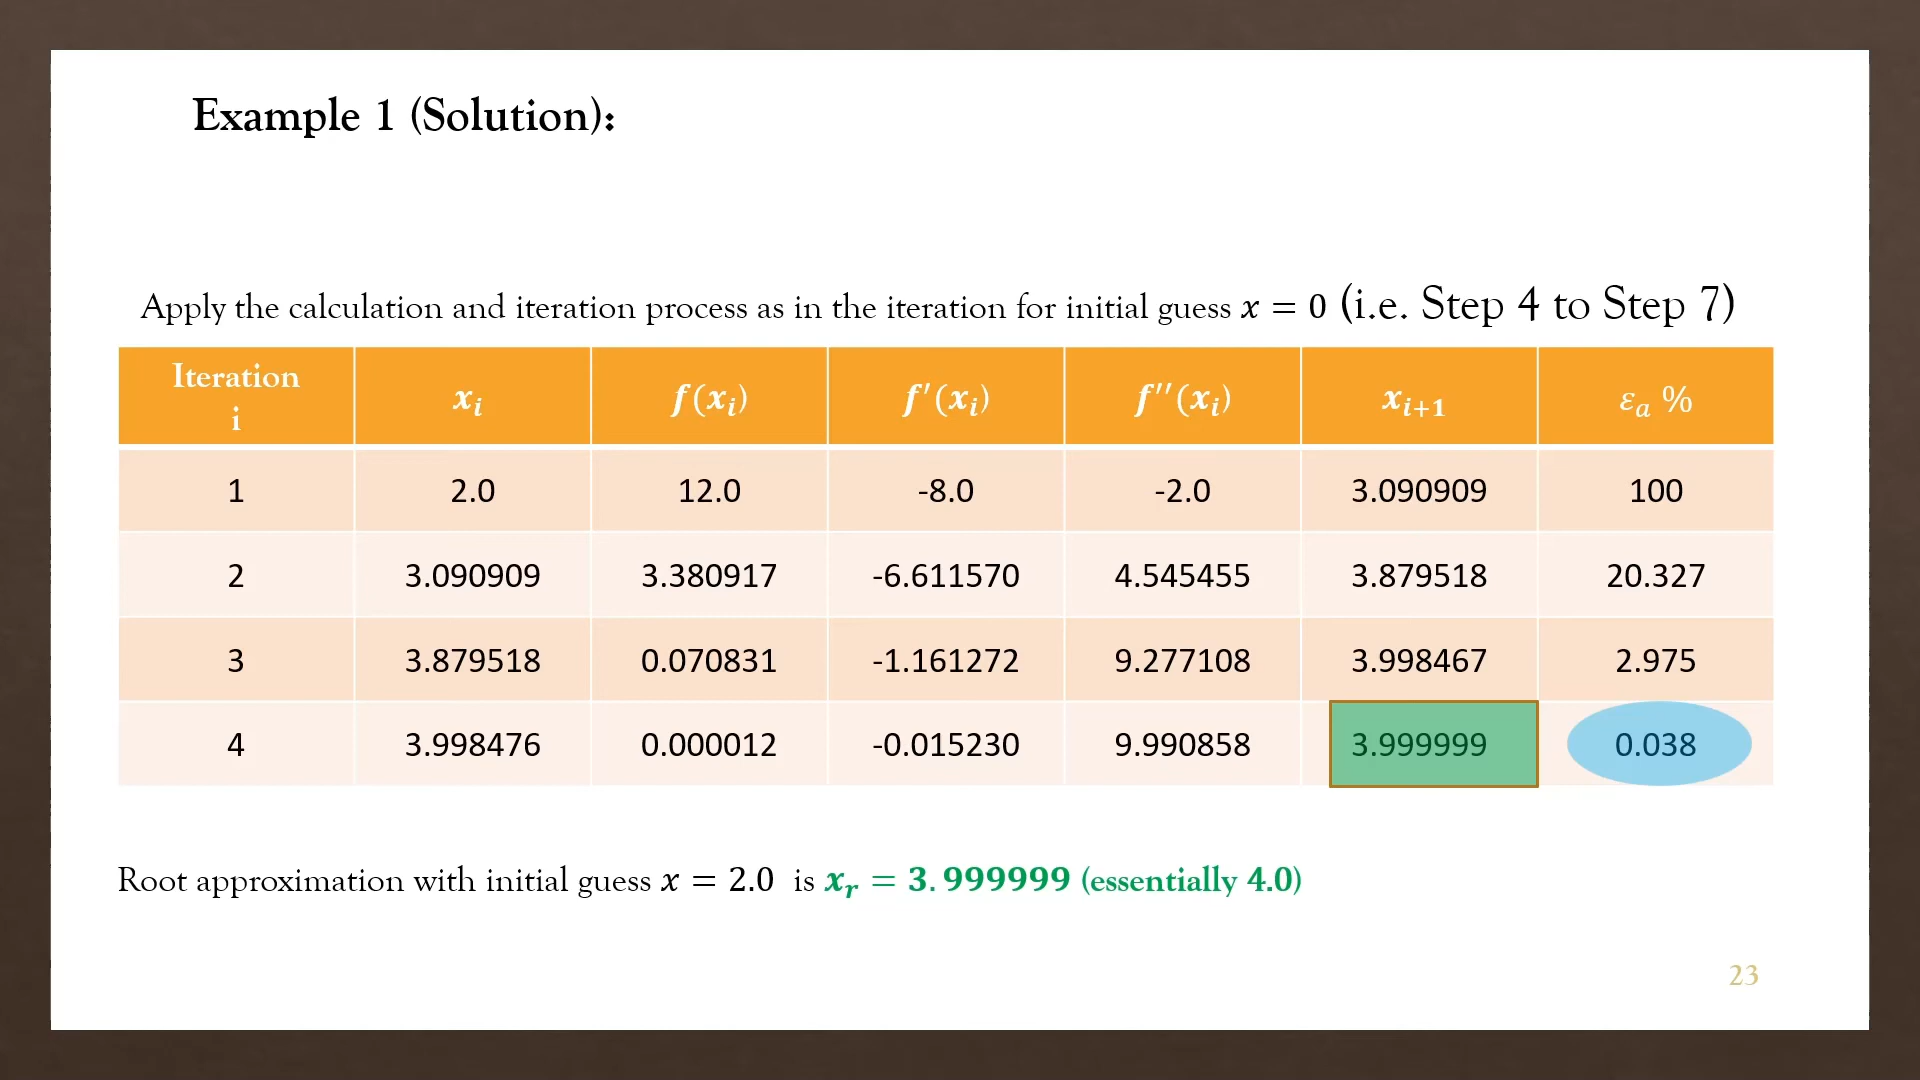 Example 1 (Solution):
Apply the calculation and iteration process as in the iteration for initial guess x = 0 (i.e. Step 4 to Step 7)
Iteration i xᵢ f(xᵢ) f′(xᵢ) f′′(xᵢ) xᵢ₊₁ εₐ %
1 2.0 12.0 -8.0 -2.0 3.090909 100
2 3.090909 3.380917 -6.611570 4.545455 3.879518 20.327
3 3.879518 0.070831 -1.161272 9.277108 3.998467 2.975
4 3.998476 0.000012 -0.015230 9.990858 3.999999 0.038
Root approximation with initial guess x = 2.0 is xᵣ = 3.999999 (essentially 4.0)
23